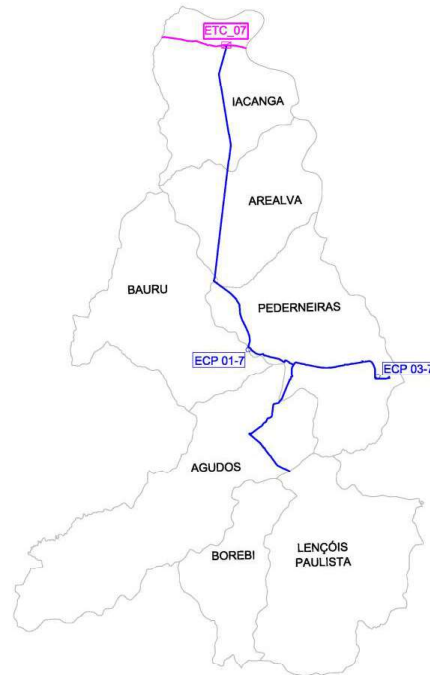 ETC_07
IACANGA
AREALVA
BAURU
PEDERNEIRAS
ECP 01-7
ECP 03-7
AGUDOS
BOREBI
LENÇÓIS
PAULISTA